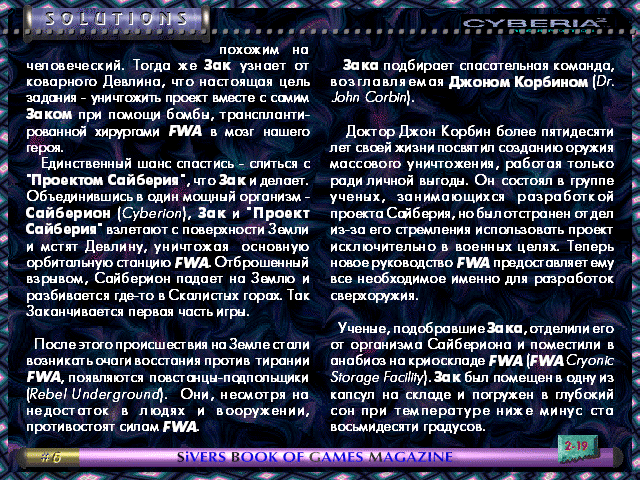 SOLUTIONS
CYBERIA²
похожим на
человеческий. Тогда же Зак узнает от
коварного Девлина, что настоящая цель
задания - уничтожить проект вместе с самим
Заком при помощи бомбы, транспланти-
рованной хирургами FWA в мозг нашего
героя.
Единственный шанс спастись - слиться с
"Проектом Сайберия", что Зак и делает.
Объединившись в один мощный организм -
Сайберион (Cyberion), Зак и "Проект
Сайберия" взлетают с поверхности Земли
и мстят Девлину, уничтожая основную
орбитальную станцию FWA. Отброшенный
взрывом, Сайберион падает на Землю и
разбивается где-то в Скалистых горах. Так
Заканчивается первая часть игры.
После этого происшествия на Земле стали
возникать очаги восстания против тирании
FWA, появляются повстанцы-подпольщики
(Rebel Underground). Они, несмотря на
недостаток в людях и вооружении,
противостоят силам FWA.
Зака подбирает спасательная команда,
возглавляемая Джоном Корбином (Dr.
John Corbin).
Доктор Джон Корбин более пятидесяти
лет своей жизни посвятил созданию оружия
массового уничтожения, работая только
ради личной выгоды. Он состоял в группе
ученых, занимающихся разработкой
проекта Сайберия, но был отстранен от дел
из-за его стремления использовать проект
исключительно в военных целях. Теперь
новое руководство FWA предоставляет ему
все необходимое именно для разработок
сверхоружия.
Ученые, подобравшие Зака, отделили его
от организма Сайбериона и поместили в
анабиоз на криоскладе FWA (FWA Cryonic
Storage Facility). Зак был помещен в одну из
капсул на складе и погружен в глубокий
сон при температуре ниже минус ста
восьмидесяти градусов.
#6
SiVERS BOOK OF GAMES MAGAZINE
2-19